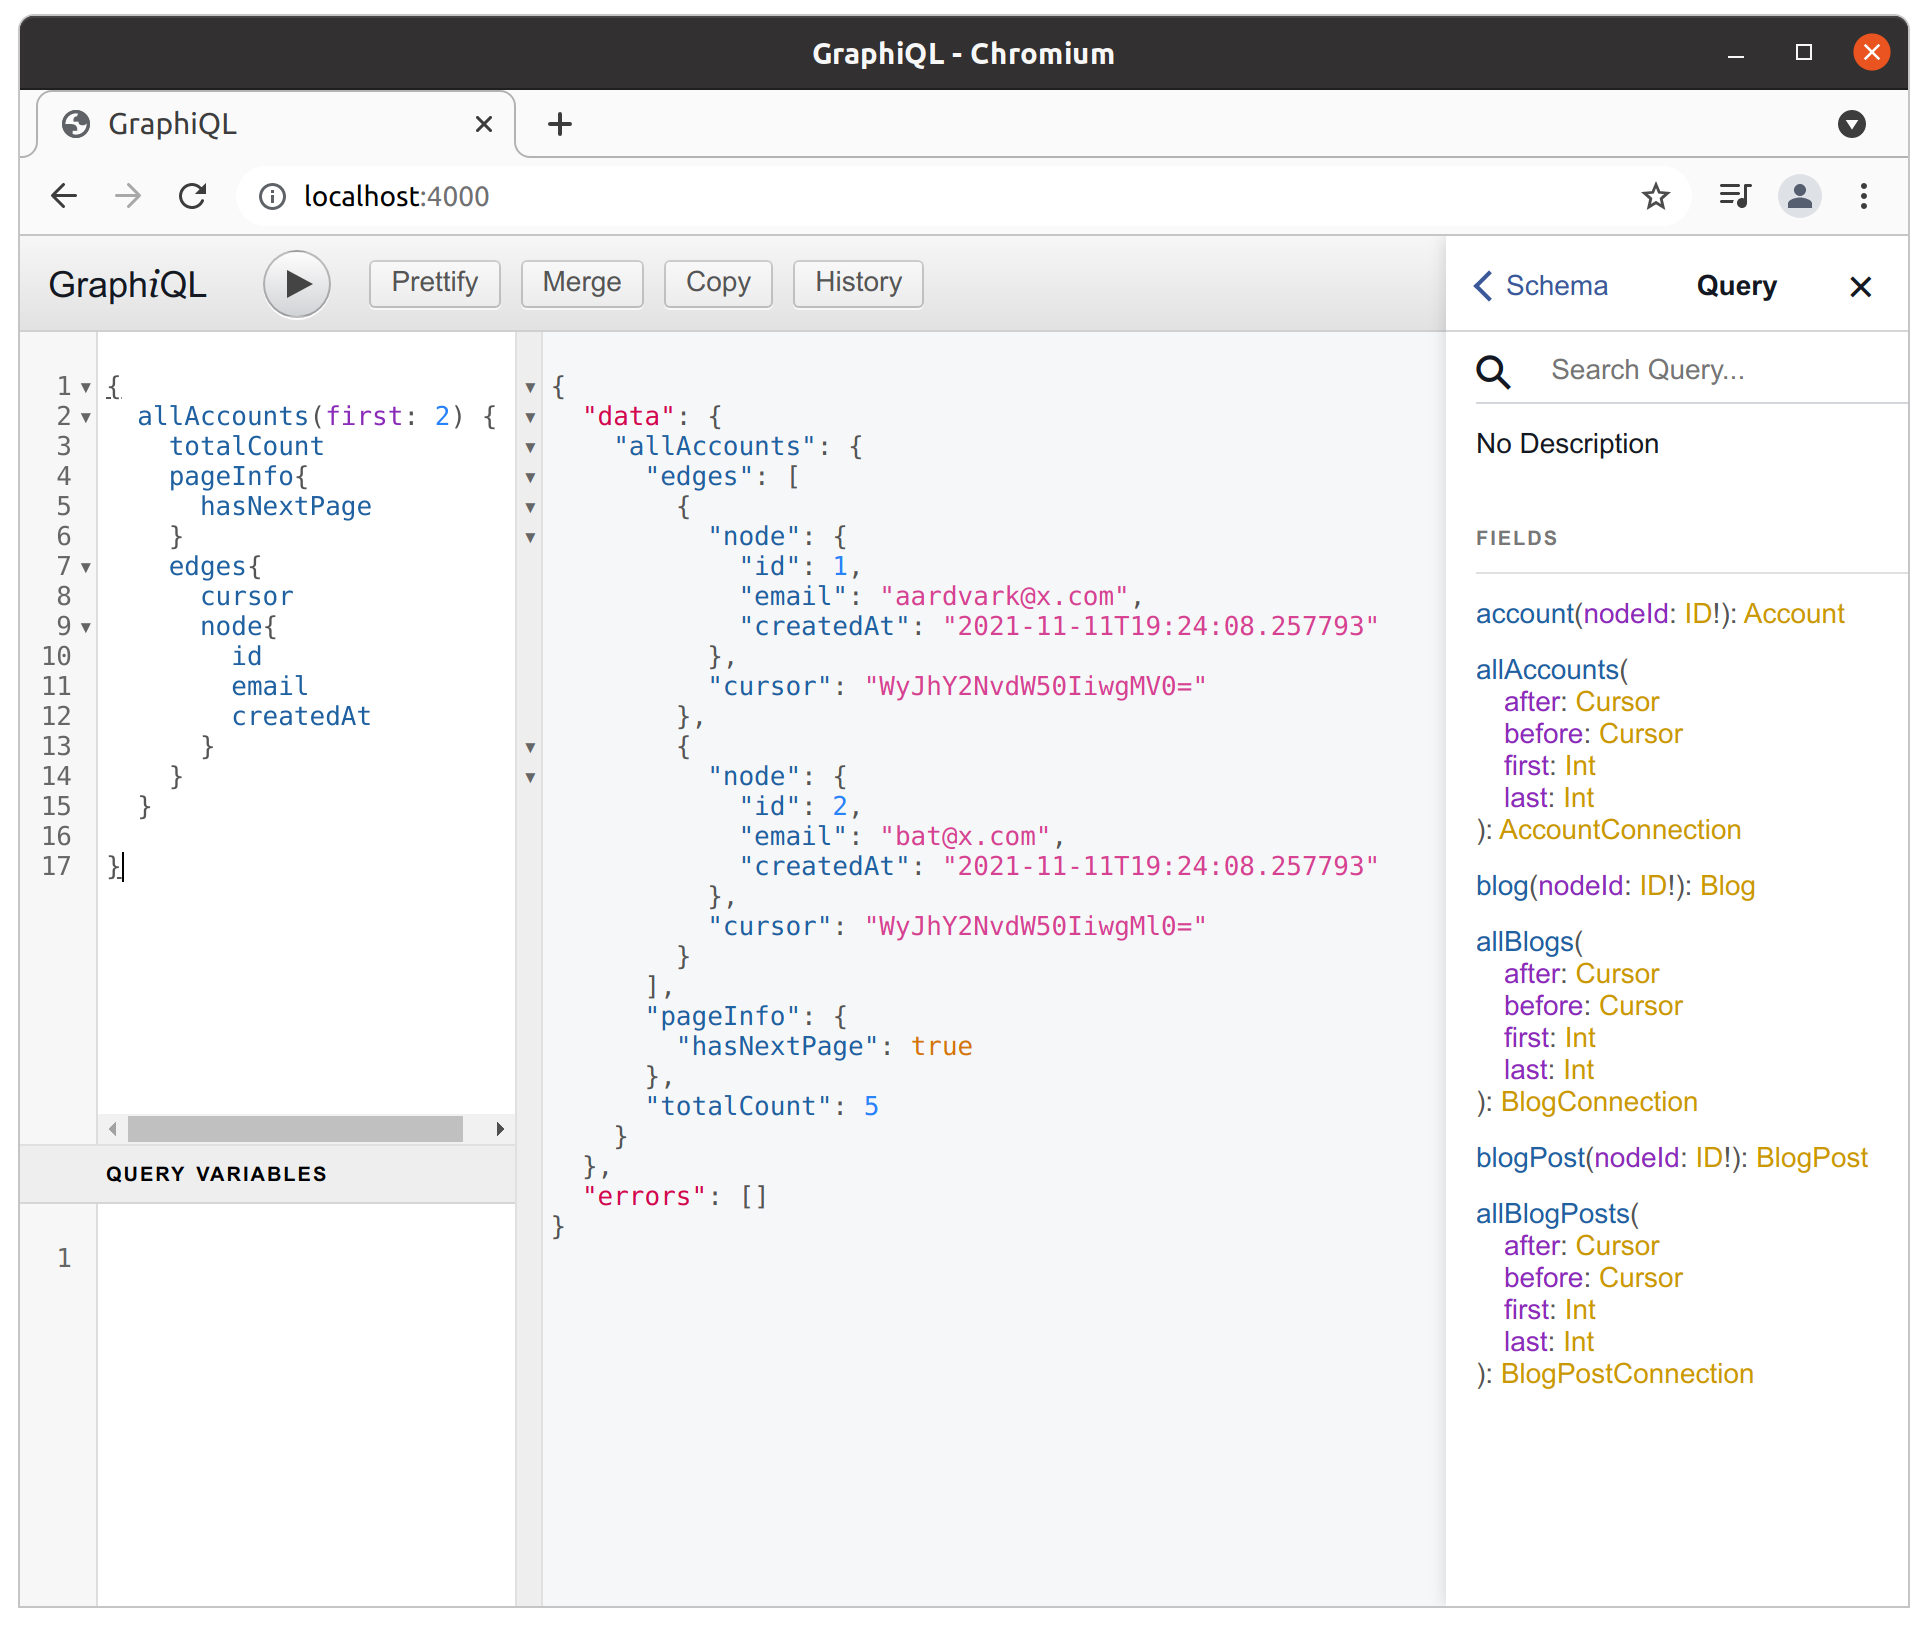 GraphiQL - Chromium
GraphiQL
localhost:4000
GraphiQL
Prettify
Merge
Copy
History
1 {
2 allAccounts(first: 2) {
3 totalCount
4 pageInfo{
5 hasNextPage
6 }
7 edges{
8 cursor
9 node{
10 id
11 email
12 createdAt
13 }
14 }
15 }
16
17 }
QUERY VARIABLES
1
{
"data": {
"allAccounts": {
"edges": [
{
"node": {
"id": 1,
"email": "aardvark@x.com",
"createdAt": "2021-11-11T19:24:08.257793"
},
"cursor": "WyJhY2NvdW50IiwgMV0="
},
{
"node": {
"id": 2,
"email": "bat@x.com",
"createdAt": "2021-11-11T19:24:08.257793"
},
"cursor": "WyJhY2NvdW50IiwgMl0="
}
],
"pageInfo": {
"hasNextPage": true
},
"totalCount": 5
}
},
"errors": []
}
Schema
Query
Search Query...
No Description
FIELDS
account(nodeId: ID!): Account
allAccounts(
after: Cursor
before: Cursor
first: Int
last: Int
): AccountConnection
blog(nodeId: ID!): Blog
allBlogs(
after: Cursor
before: Cursor
first: Int
last: Int
): BlogConnection
blogPost(nodeId: ID!): BlogPost
allBlogPosts(
after: Cursor
before: Cursor
first: Int
last: Int
): BlogPostConnection